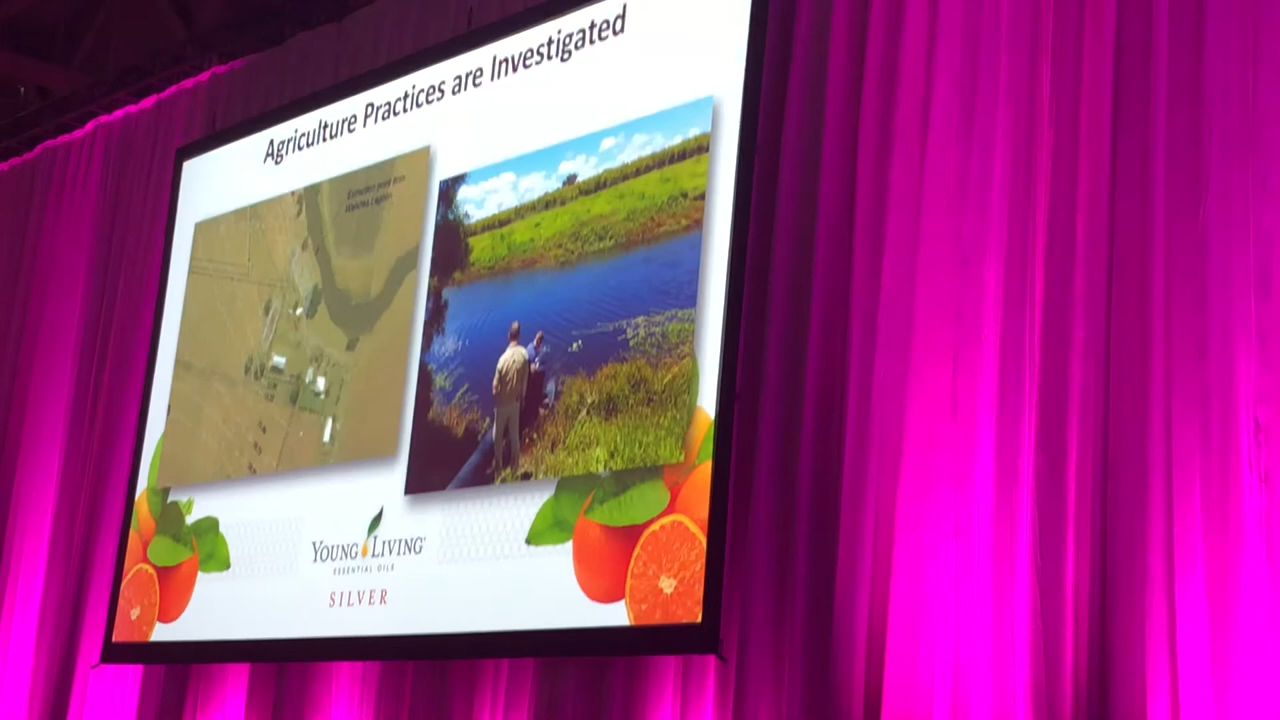 Agriculture Practices are Investigated
YOUNG LIVING
ESSENTIAL OILS
SILVER